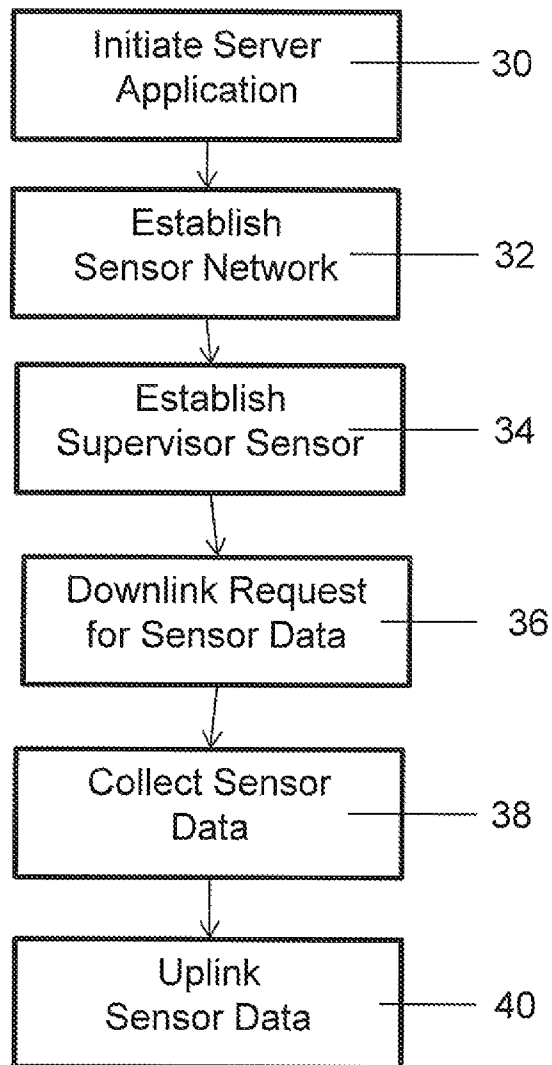 Initiate Server
Application
30
Establish
Sensor Network
32
Establish
Supervisor Sensor
34
Downlink Request
for Sensor Data
36
Collect Sensor
Data
38
Uplink
Sensor Data
40